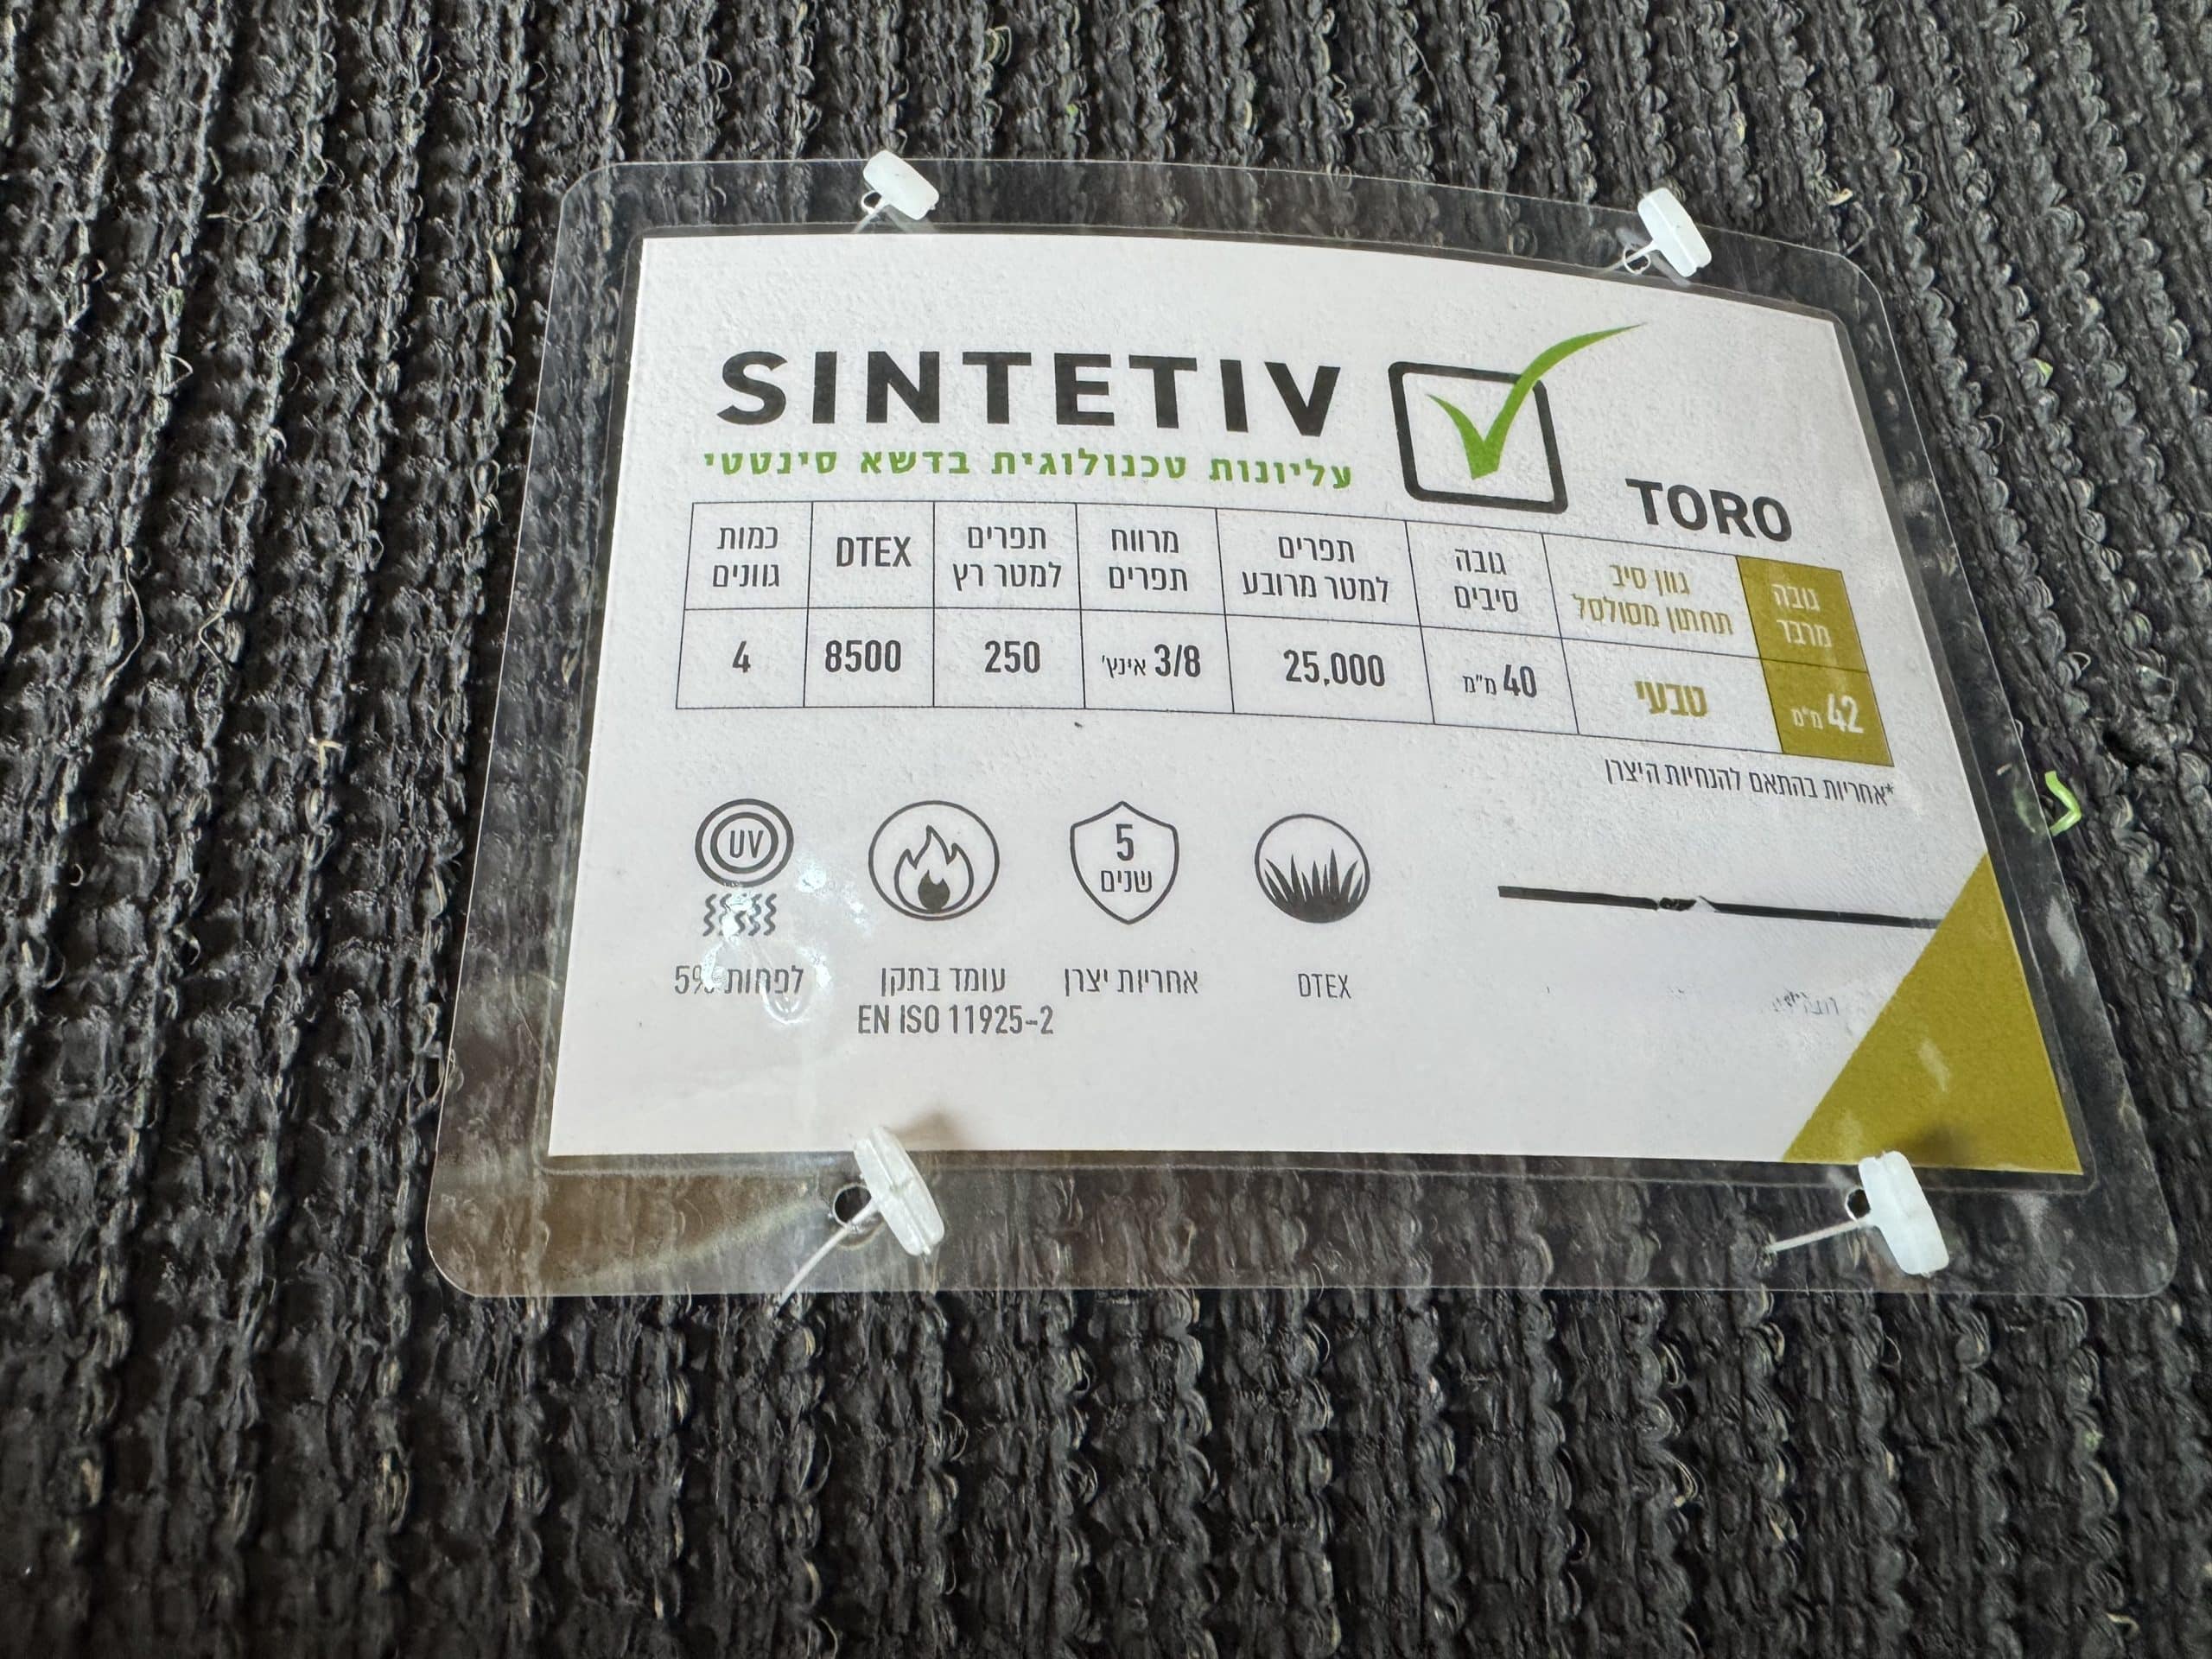 SINTETIV
עליונות טכנולוגית בדשא סינטטי
TORO
גובה מרבד | גוון סיב תחתון מסולסל | גובה סיבים | תפרים למטר מרובע | מרווח תפרים | תפרים למטר רץ | DTEX | כמות גוונים
42 מ"מ | טבעי | 40 מ"מ | 25,000 | 3/8 אינץ' | 250 | 8500 | 4
*אחריות בהתאם להנחיות היצרן
5
שנים
UV
DTEX
אחריות יצרן
עומד בתקן
EN ISO 11925-2
לפחות 5%